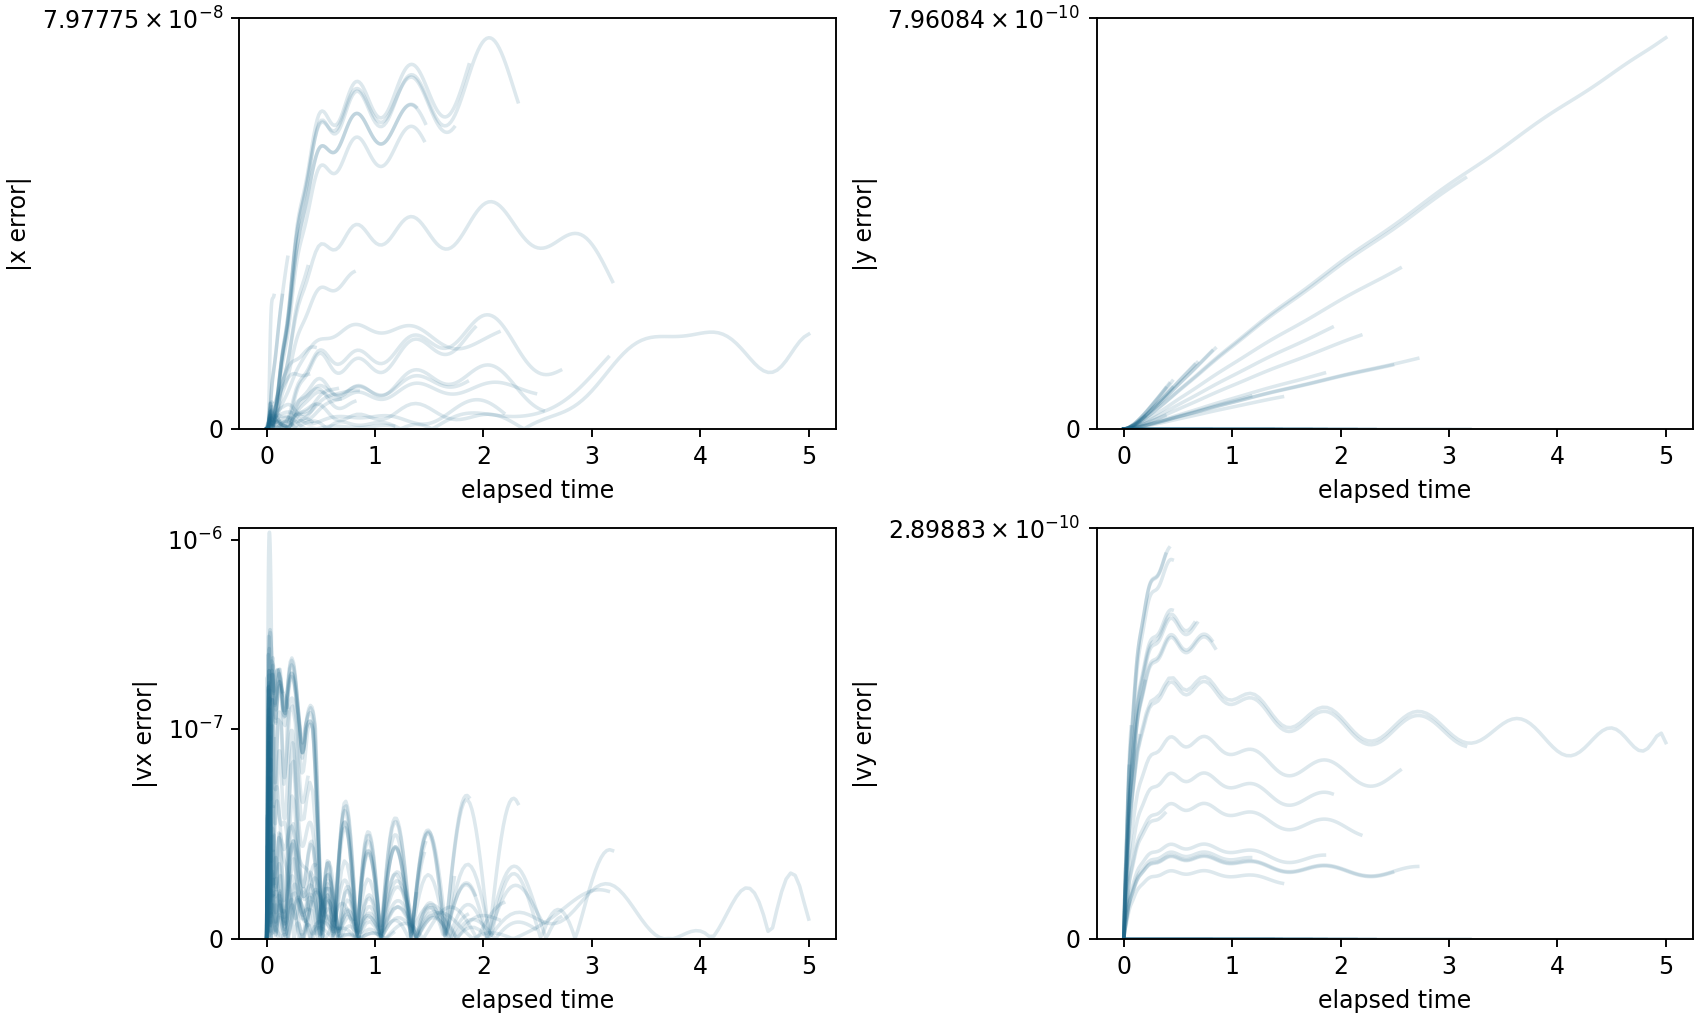 7.97775 × 10⁻⁸
|x error|
0
0 1 2 3 4 5
elapsed time
7.96084 × 10⁻¹⁰
|y error|
0
0 1 2 3 4 5
elapsed time
10⁻⁶
10⁻⁷
|vx error|
0
0 1 2 3 4 5
elapsed time
2.89883 × 10⁻¹⁰
|vy error|
0
0 1 2 3 4 5
elapsed time